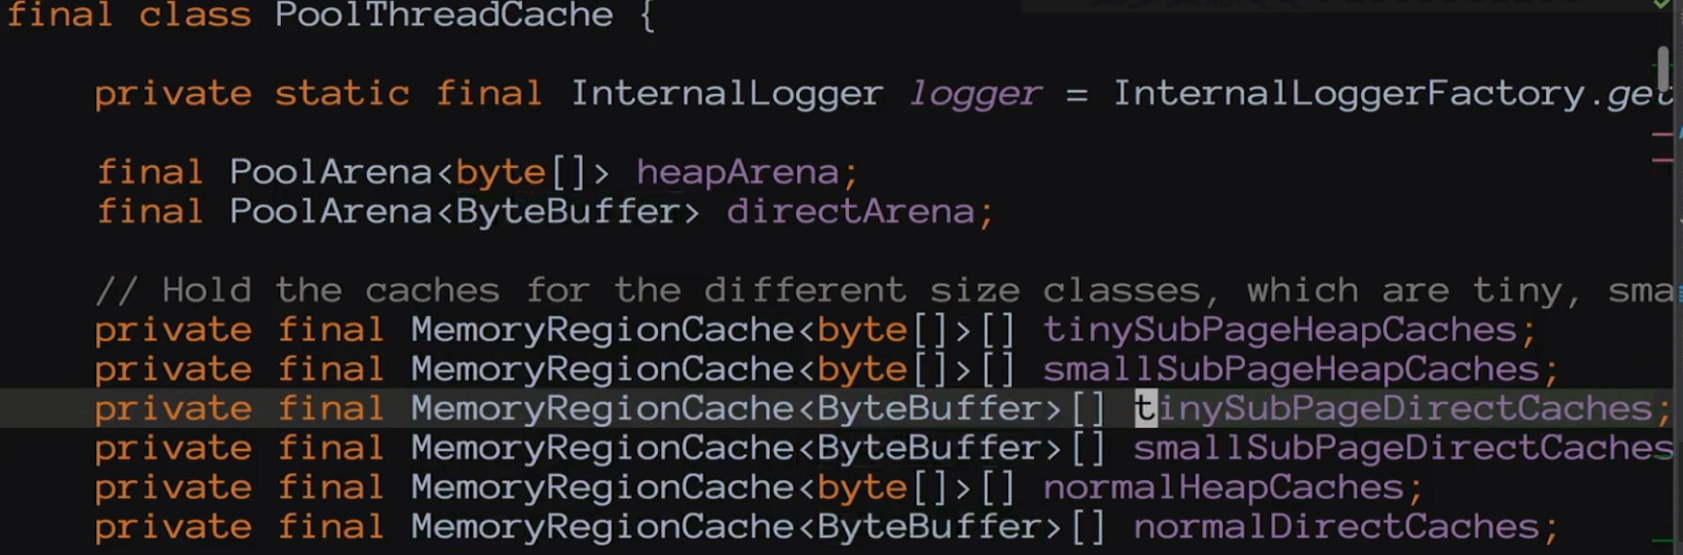 final class PoolThreadCache {
private static final InternalLogger logger = InternalLoggerFactory.get
final PoolArena<byte[]> heapArena;
final PoolArena<ByteBuffer> directArena;
// Hold the caches for the different size classes, which are tiny, sma
private final MemoryRegionCache<byte[]>[] tinySubPageHeapCaches;
private final MemoryRegionCache<byte[]>[] smallSubPageHeapCaches;
private final MemoryRegionCache<ByteBuffer>[] tinySubPageDirectCaches;
private final MemoryRegionCache<ByteBuffer>[] smallSubPageDirectCaches
private final MemoryRegionCache<byte[]>[] normalHeapCaches;
private final MemoryRegionCache<ByteBuffer>[] normalDirectCaches;